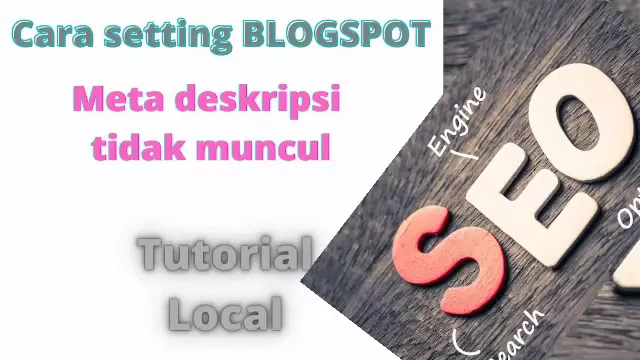 Cara setting BLOGSPOT
Meta deskripsi
tidak muncul
Tutorial
Local
Engine
SEO